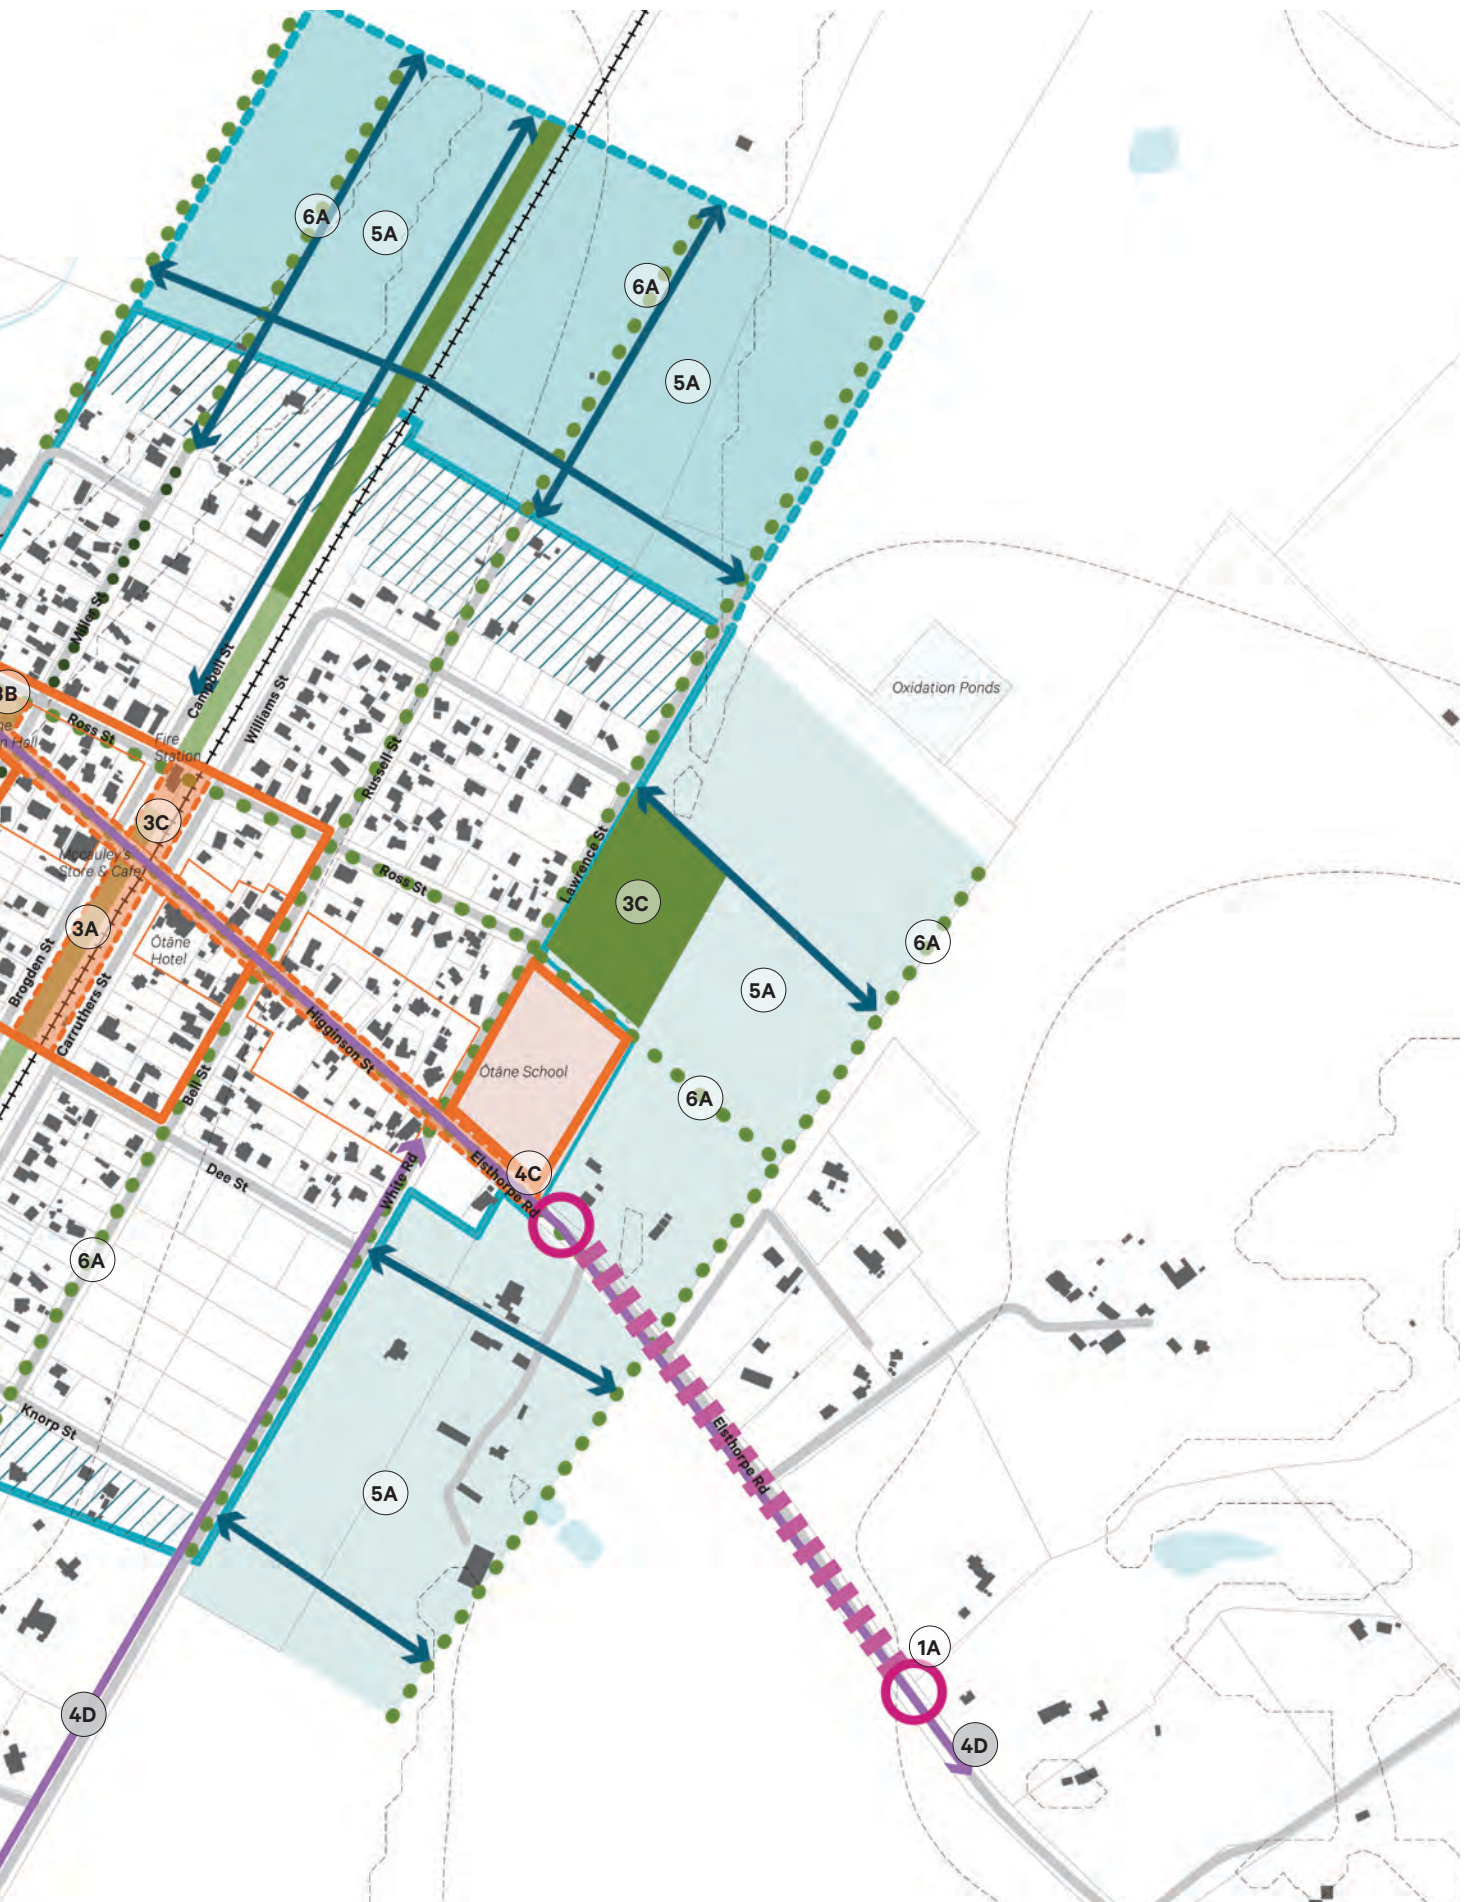 6A
5A
6A
5A
Miller St
Campbell St
Williams St
Oxidation Ponds
3B
Ross St
Fire
Station
Hall
Russell St
3C
Mccauley's
Store & Cafe
Ross St
Lawrence St
3C
3A
Ōtāne
Hotel
6A
Brogden St
Carruthers St
5A
Higginson St
Bell St
Ōtāne School
6A
Dee St
White Rd
Elsthorpe Rd
4C
6A
Knorp St
Elsthorpe Rd
5A
1A
4D
4D